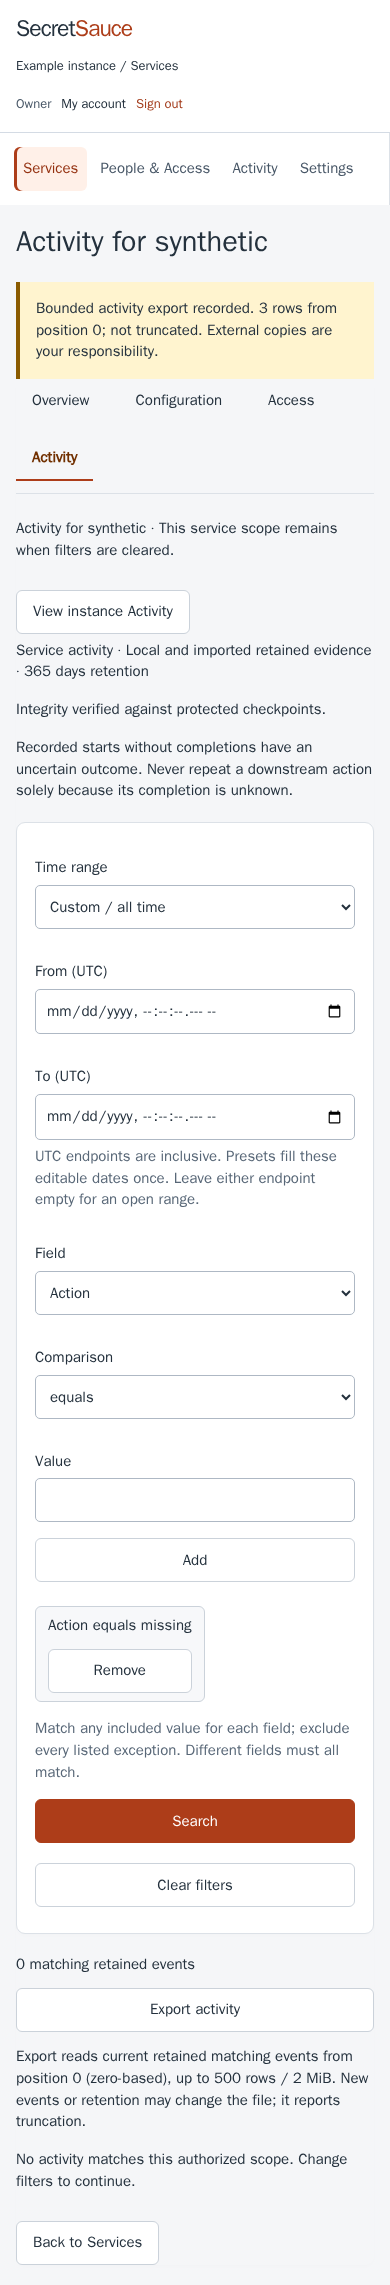 SecretSauce
Example instance / Services
Owner My account Sign out
Services People & Access Activity Settings
Activity for synthetic
Bounded activity export recorded. 3 rows from
position 0; not truncated. External copies are
your responsibility.
Overview Configuration Access
Activity
Activity for synthetic · This service scope remains
when filters are cleared.
View instance Activity
Service activity · Local and imported retained evidence
· 365 days retention
Integrity verified against protected checkpoints.
Recorded starts without completions have an
uncertain outcome. Never repeat a downstream action
solely because its completion is unknown.
Time range
Custom / all time
From (UTC)
mm/dd/yyyy, --:--:--.--- --
To (UTC)
mm/dd/yyyy, --:--:--.--- --
UTC endpoints are inclusive. Presets fill these
editable dates once. Leave either endpoint
empty for an open range.
Field
Action
Comparison
equals
Value
Add
Action equals missing
Remove
Match any included value for each field; exclude
every listed exception. Different fields must all
match.
Search
Clear filters
0 matching retained events
Export activity
Export reads current retained matching events from
position 0 (zero-based), up to 500 rows / 2 MiB. New
events or retention may change the file; it reports
truncation.
No activity matches this authorized scope. Change
filters to continue.
Back to Services